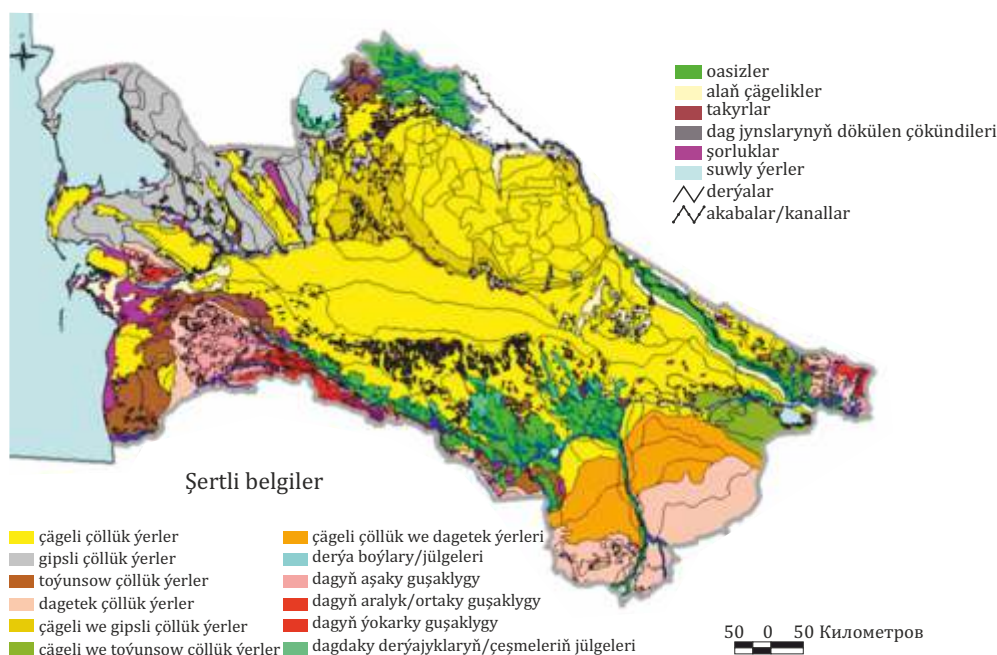 oasizler
alaň çägelikler
takyrlar
dag jynslarynyň dökülen çökündileri
şorluklar
suwly ýerler
derýalar
akabalar/kanallar
Şertli belgiler
çägeli çöllük ýerler
gipsli çöllük ýerler
toýunsow çöllük ýerler
dagetek çöllük ýerler
çägeli we gipsli çöllük ýerler
çägeli we toýunsow çöllük ýerler
çägeli çöllük we dagetek ýerleri
derýa boýlary/jülgeleri
dagyň aşaky guşaklygy
dagyň aralyk/ortaky guşaklygy
dagyň ýokarky guşaklygy
dagdaky derýajyklaryň/çeşmeleriň jülgeleri
50 0 50 Километров